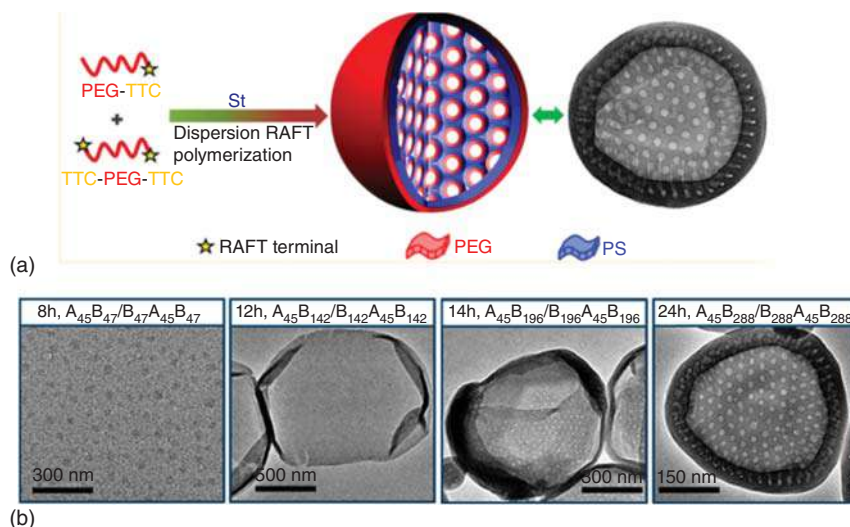 St
PEG-TTC
+
Dispersion RAFT
polymerization
TTC-PEG-TTC
RAFT terminal
PEG
PS
(a)
8h, A₄₅B₄₇/B₄₇A₄₅B₄₇
12h, A₄₅B₁₄₂/B₁₄₂A₄₅B₁₄₂
14h, A₄₅B₁₉₆/B₁₉₆A₄₅B₁₉₆
24h, A₄₅B₂₈₈/B₂₈₈A₄₅B₂₈₈
300 nm
500 nm
300 nm
150 nm
(b)